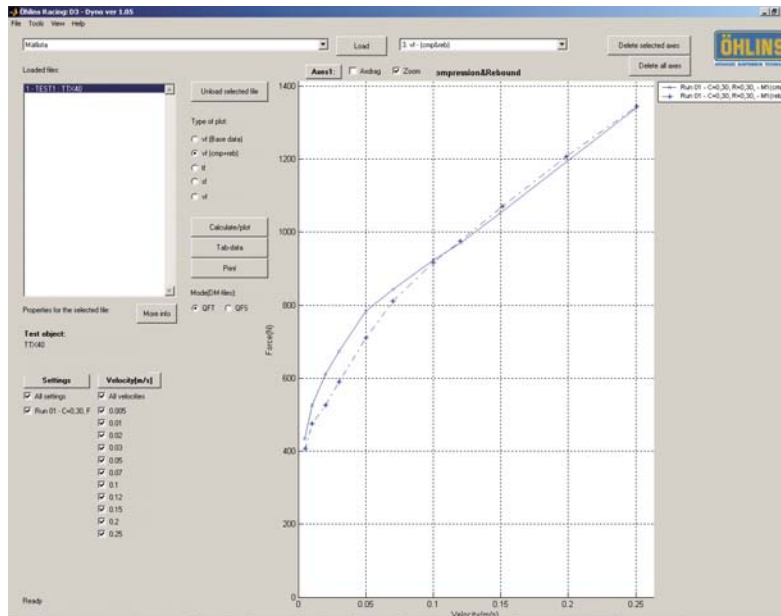 Öhlins Racing: D3 - Dyno ver 1.05
File Tools View Help
Matlista
Load
3. vf - (cmp&reb)
Delete selected axes
Delete all axes
ÖHLINS
Loaded files:
1 - TEST1 : TTX40
Unload selected file
Type of plot:
vf (Base data)
vf (cmp+reb)
tf
sf
vf
Calculate/plot
Tab-data
Print
Mode(DM-files):
QFT
QFS
Properties for the selected file:
More info
Test object:
TTX40
Settings
Velocity[m/s]
All settings
All velocities
Run 01 - C=0,30, F
0.005
0.01
0.02
0.03
0.05
0.07
0.1
0.12
0.15
0.2
0.25
Ready
Axes1:
Axdrag
Zoom
ompression&Rebound
Run 01 - C=0,30, R=0,30, - M1(cmp
Run 01 - C=0,30, R=0,30, - M1(reb
1400
1200
1000
800
600
400
200
0
Force(N)
0
0.05
0.1
0.15
0.2
0.25
Velocity(m/s)